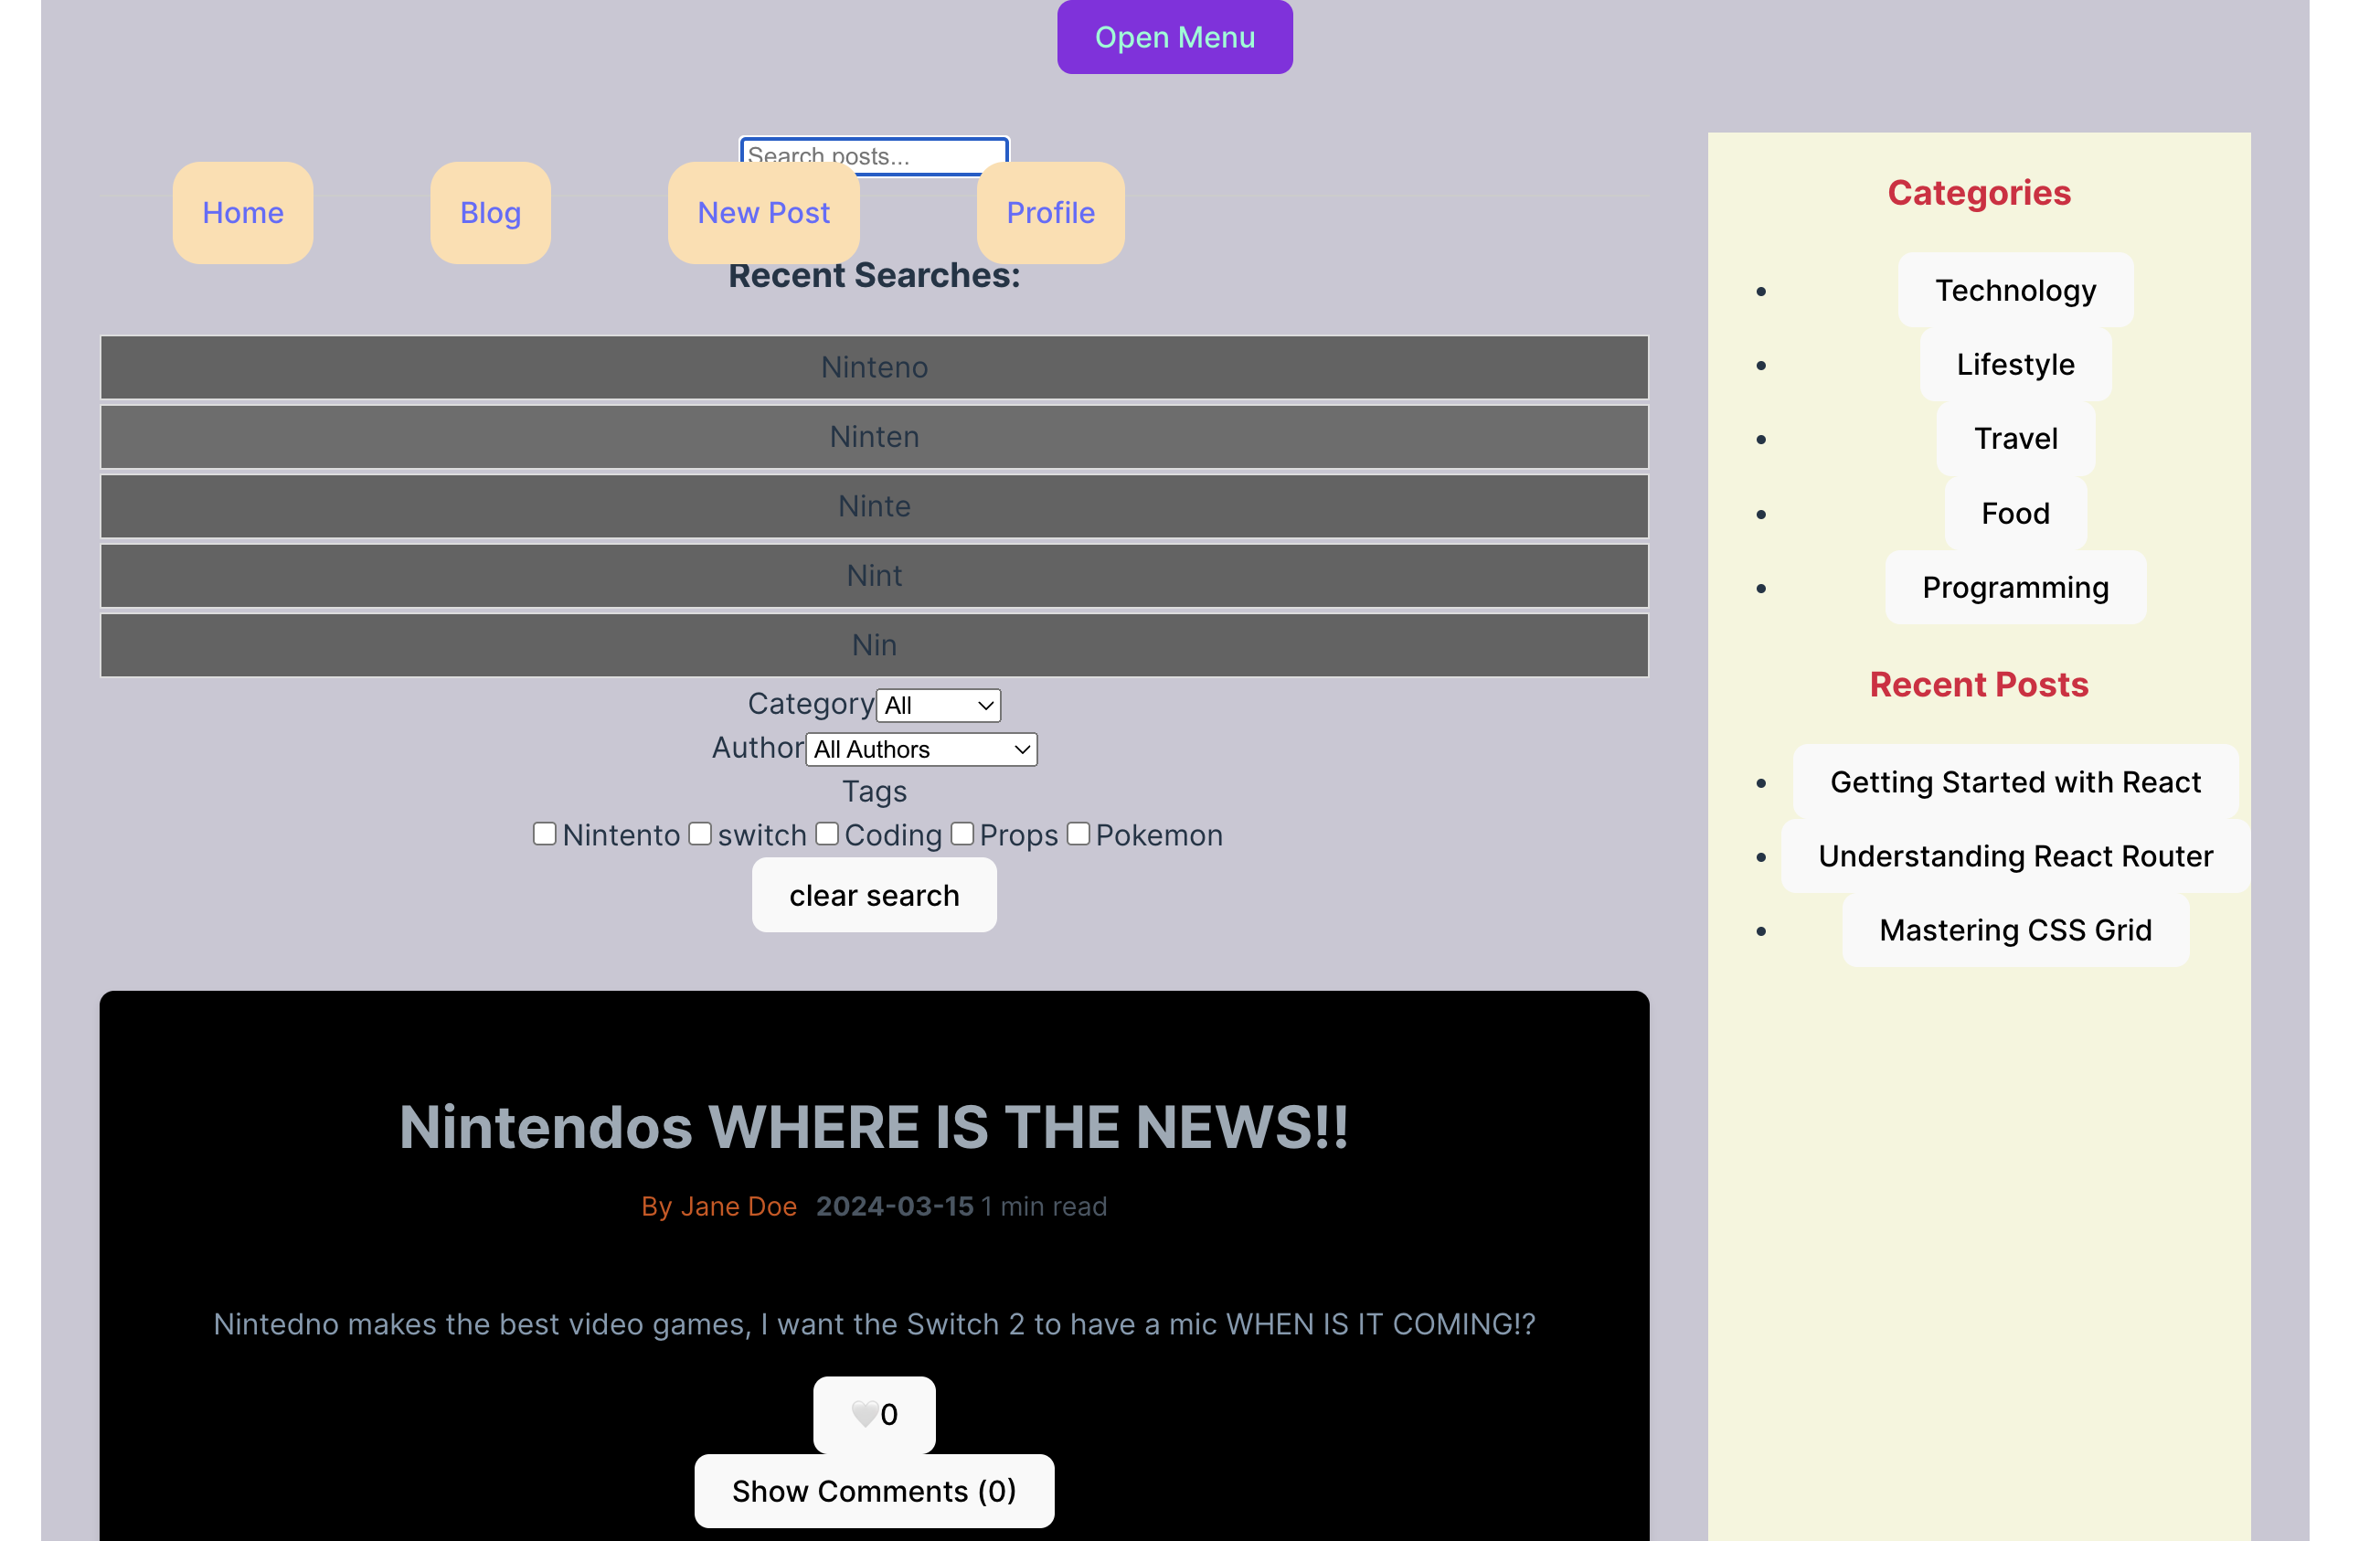 Open Menu
Search posts...
Home
Blog
New Post
Profile
Recent Searches:
Ninteno
Ninten
Ninte
Nint
Nin
Category All
Author All Authors
Tags
Nintento switch Coding Props Pokemon
clear search
Nintendos WHERE IS THE NEWS!!
By Jane Doe 2024-03-15 1 min read
Nintedno makes the best video games, I want the Switch 2 to have a mic WHEN IS IT COMING!?
🤍0
Show Comments (0)
Categories
Technology
Lifestyle
Travel
Food
Programming
Recent Posts
Getting Started with React
Understanding React Router
Mastering CSS Grid